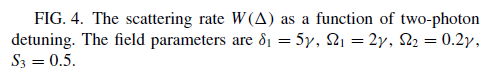 FIG. 4. The scattering rate W(Δ) as a function of two-photon
detuning. The field parameters are δ₁ = 5γ, Ω₁ = 2γ, Ω₂ = 0.2γ,
S₃ = 0.5.